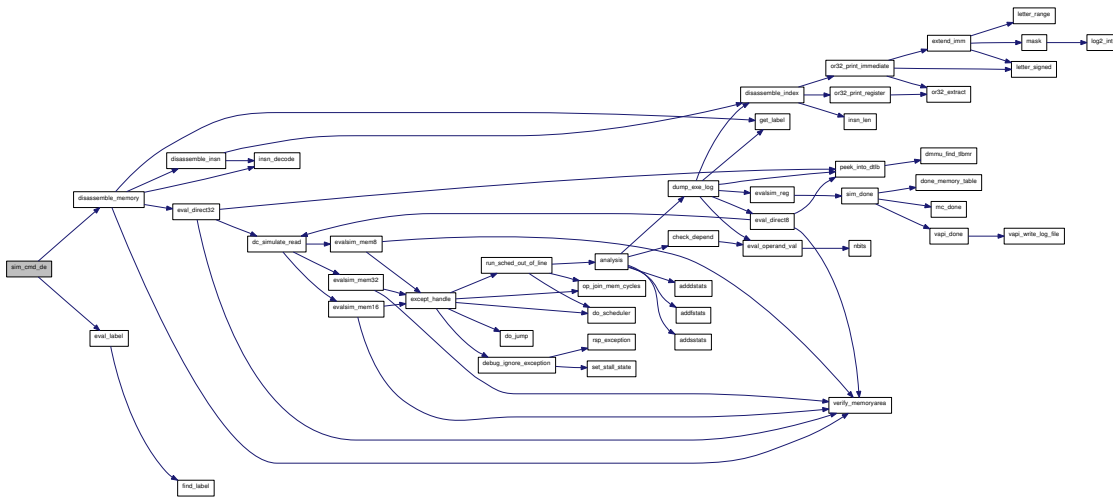 letter_range
extend_imm
mask
log2_int
letter_signed
or32_print_immediate
disassemble_index
or32_print_register
or32_extract
get_label
insn_len
disassemble_insn
insn_decode
dmmu_find_tlbmr
peek_into_dtlb
done_memory_table
dump_exe_log
evalsim_reg
sim_done
disassemble_memory
eval_direct32
mc_done
eval_direct8
vapi_done
vapi_write_log_file
check_depend
dc_simulate_read
evalsim_mem8
eval_operand_val
nbits
run_sched_out_of_line
analysis
sim_cmd_de
evalsim_mem32
op_join_mem_cycles
adddstats
except_handle
evalsim_mem16
do_scheduler
addfstats
eval_label
do_jump
rsp_exception
addsstats
debug_ignore_exception
set_stall_state
verify_memoryarea
find_label